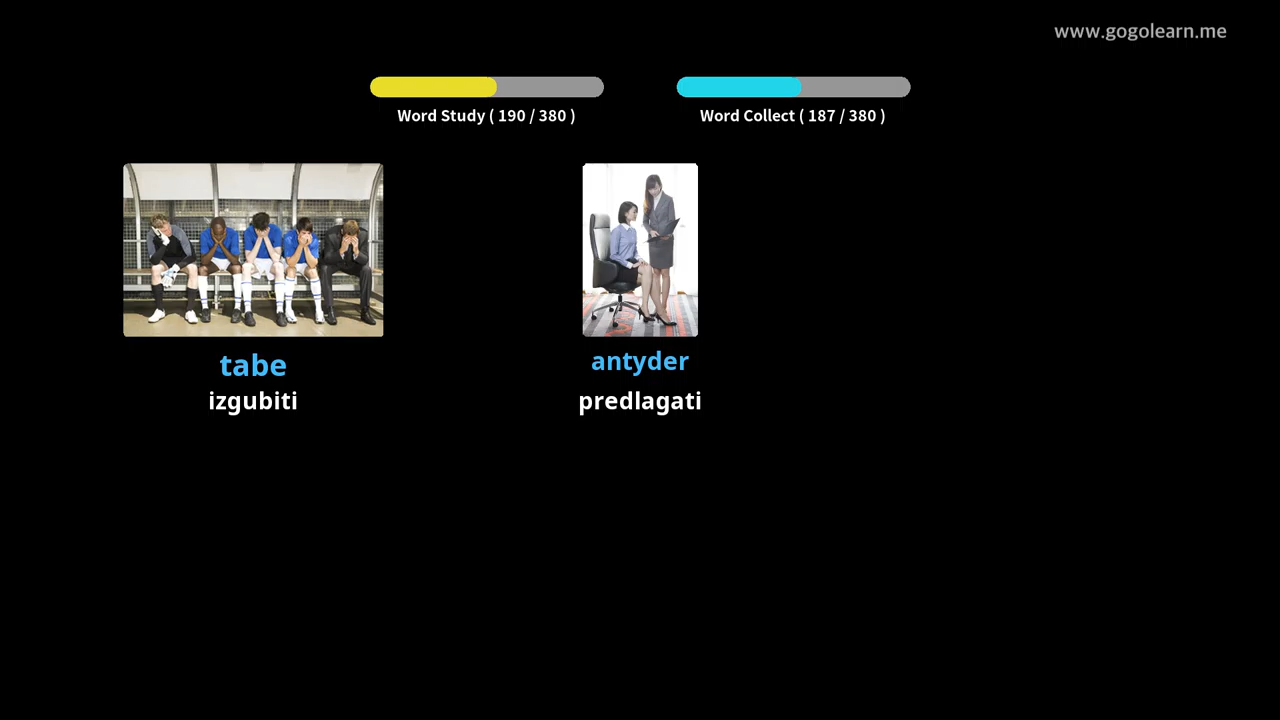 www.gogolearn.me
Word Study ( 190 / 380 )
Word Collect ( 187 / 380 )
tabe
antyder
izgubiti
predlagati